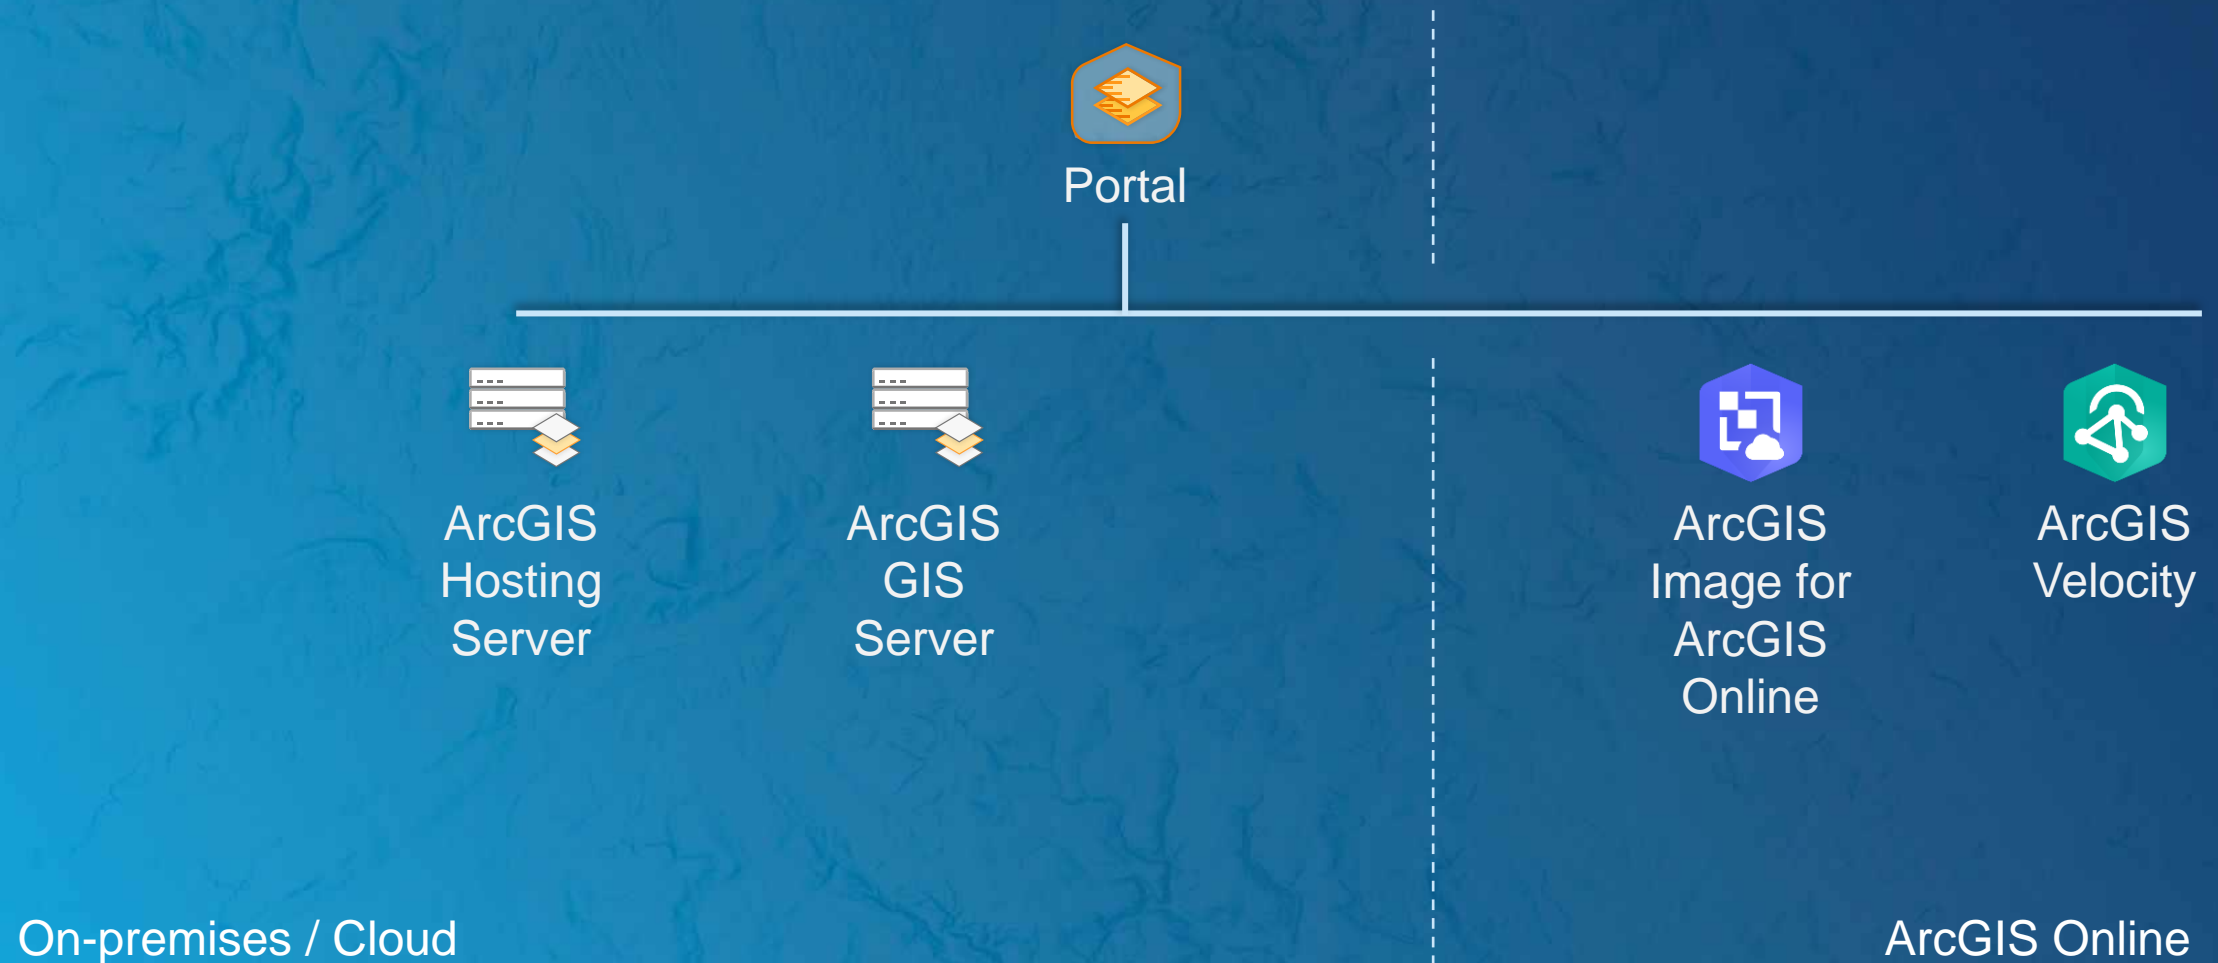 Portal
ArcGIS
Hosting
Server
ArcGIS
GIS
Server
ArcGIS
Image for
ArcGIS
Online
ArcGIS
Velocity
On-premises / Cloud
ArcGIS Online